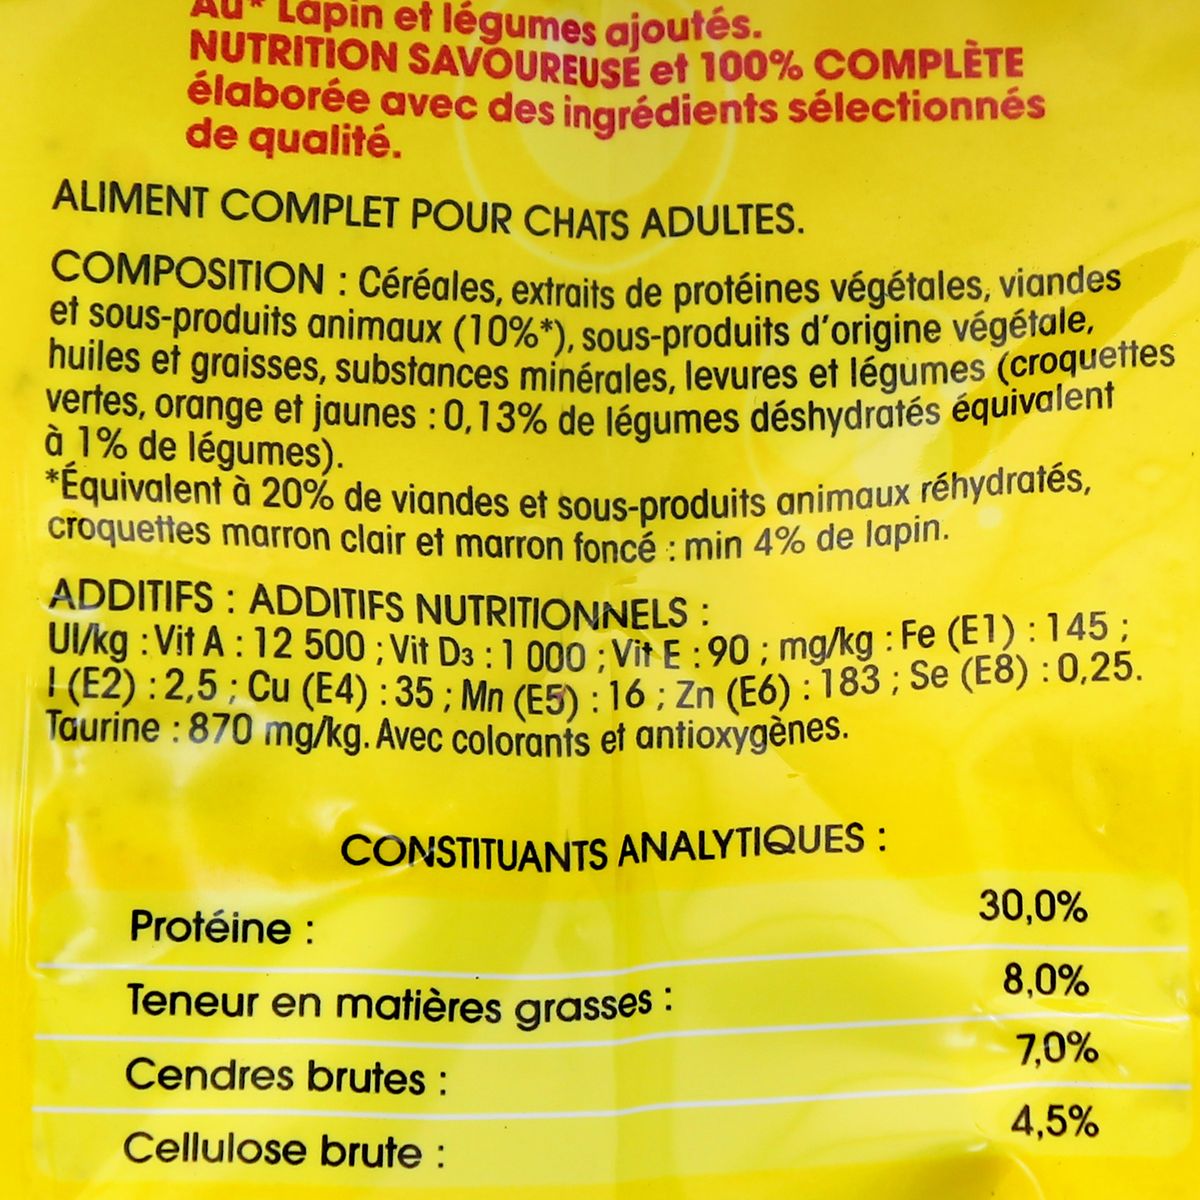 Au* Lapin et légumes ajoutés.
NUTRITION SAVOUREUSE et 100% COMPLÈTE
élaborée avec des ingrédients sélectionnés
de qualité.
ALIMENT COMPLET POUR CHATS ADULTES.
COMPOSITION : Céréales, extraits de protéines végétales, viandes
et sous-produits animaux (10%*), sous-produits d'origine végétale,
huiles et graisses, substances minérales, levures et légumes (croquettes
vertes, orange et jaunes : 0,13% de légumes déshydratés équivalent
à 1% de légumes).
*Équivalent à 20% de viandes et sous-produits animaux réhydratés,
croquettes marron clair et marron foncé : min 4% de lapin.
ADDITIFS : ADDITIFS NUTRITIONNELS :
UI/kg : Vit A : 12 500 ; Vit D3 : 1 000 ; Vit E : 90 ; mg/kg : Fe (E1) : 145 ;
I (E2) : 2,5 ; Cu (E4) : 35 ; Mn (E5) : 16 ; Zn (E6) : 183 ; Se (E8) : 0,25.
Taurine : 870 mg/kg. Avec colorants et antioxygènes.
CONSTITUANTS ANALYTIQUES :
Protéine : 30,0%
Teneur en matières grasses : 8,0%
Cendres brutes : 7,0%
Cellulose brute : 4,5%